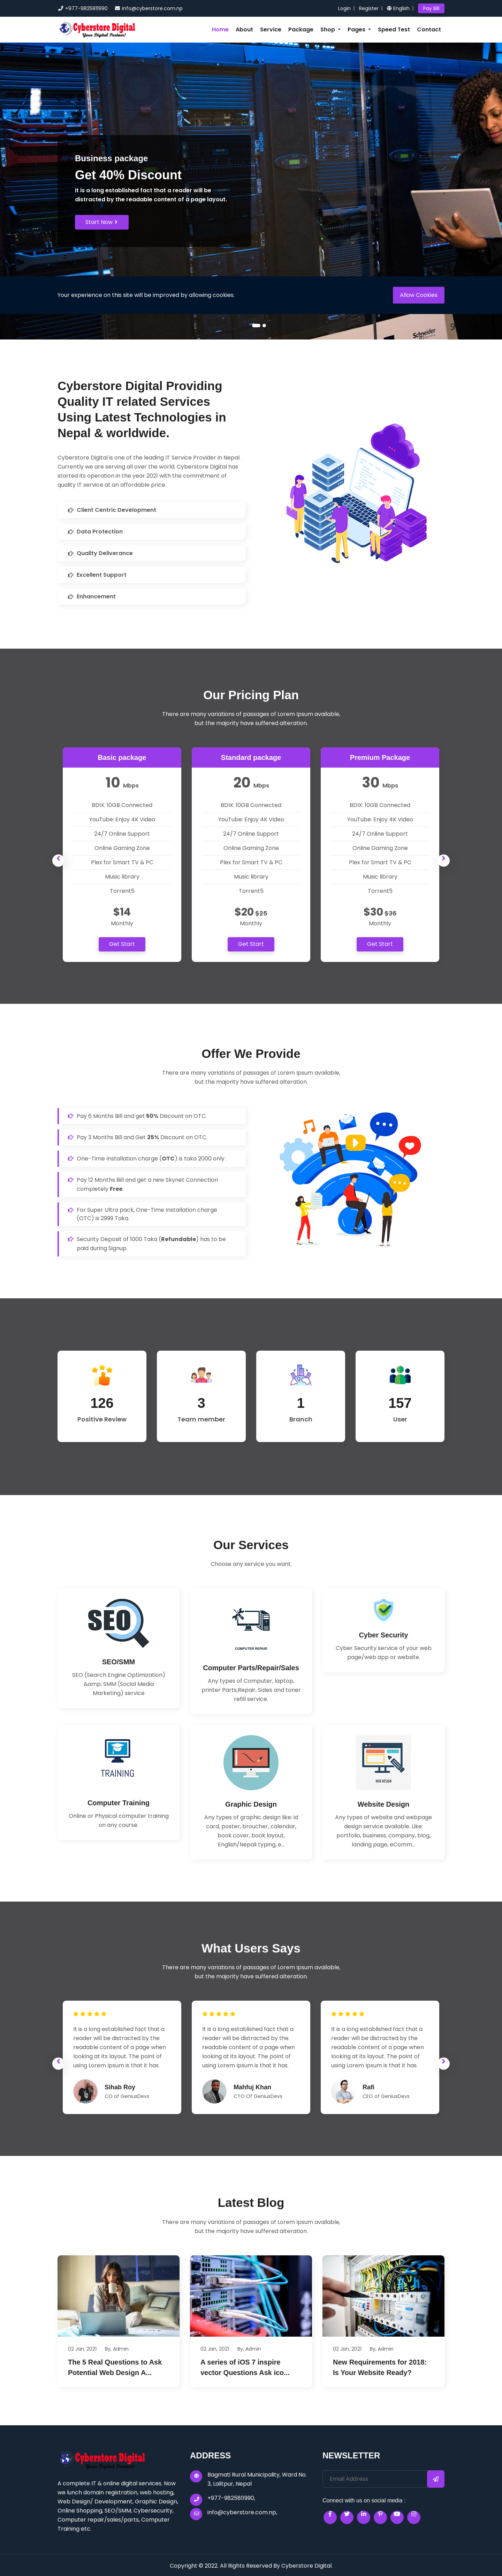 +977-9825811990 info@cyberstore.com.np
Login | Register | English | Pay Bill
Cyberstore Digital
Your Digital Partner!
Home About Service Package Shop Pages Speed Test Contact
Business package
Get 40% Discount
It is a long established fact that a reader will be
distracted by the readable content of a page layout.
Start Now
Your experience on this site will be improved by allowing cookies.
Allow Cookies
Schneider
Cyberstore Digital Providing
Quality IT related Services
Using Latest Technologies in
Nepal & worldwide.
Cyberstore Digital is one of the leading IT Service Provider in Nepal.
Currently we are serving all over the world. Cyberstore Digital has
started its operation in the year 2021 with the commitment of
quality IT service at an affordable price.
Client Centric Development
Data Protection
Quality Deliverance
Excellent Support
Enhancement
Our Pricing Plan
There are many variations of passages of Lorem Ipsum available,
but the majority have suffered alteration.
Basic package
10 Mbps
BDIX: 10GB Connected
YouTube: Enjoy 4K Video
24/7 Online Support
Online Gaming Zone
Plex for Smart TV & PC
Music library
Torrent5
$14
Monthly
Get Start
Standard package
20 Mbps
BDIX: 10GB Connected
YouTube: Enjoy 4K Video
24/7 Online Support
Online Gaming Zone
Plex for Smart TV & PC
Music library
Torrent5
$20 $25
Monthly
Get Start
Premium Package
30 Mbps
BDIX: 10GB Connected
YouTube: Enjoy 4K Video
24/7 Online Support
Online Gaming Zone
Plex for Smart TV & PC
Music library
Torrent5
$30 $36
Monthly
Get Start
Offer We Provide
There are many variations of passages of Lorem Ipsum available,
but the majority have suffered alteration.
Pay 6 Months Bill and get 50% Discount on OTC.
Pay 3 Months Bill and Get 25% Discount on OTC.
One-Time installation charge (OTC) is taka 2000 only .
Pay 12 Months Bill and get a new Skynet Connection
completely Free.
For Super Ultra pack, One-Time Installation charge
(OTC) is 2999 Taka.
Security Deposit of 1000 Taka (Refundable) has to be
paid during Signup.
126
Positive Review
3
Team member
1
Branch
157
User
Our Services
Choose any service you want.
SEO
SEO/SMM
SEO (Search Engine Optimization)
&amp; SMM (Social Media
Marketing) service
COMPUTER REPAIR
Computer Parts/Repair/Sales
Any types of Computer, laptop,
printer Parts,Repair, Sales and toner
refill service.
Cyber Security
Cyber Security service of your web
page/web app or website.
TRAINING
Computer Training
Online or Physical computer training
on any course.
Graphic Design
Any types of graphic design like: id
card, poster, broucher, calendar,
book cover, book layout,
English/Nepali typing, e...
WEB DESIGN
Website Design
Any types of website and webpage
design service available. Like:
portfolio, business, company, blog,
landing page, eComm...
What Users Says
There are many variations of passages of Lorem Ipsum available,
but the majority have suffered alteration.
It is a long established fact that a
reader will be distracted by the
readable content of a page when
looking at its layout. The point of
using Lorem Ipsum is that it has.
Sihab Roy
CO of GeniusDevs
It is a long established fact that a
reader will be distracted by the
readable content of a page when
looking at its layout. The point of
using Lorem Ipsum is that it has.
Mahfuj Khan
CTO Of GeniusDevs
It is a long established fact that a
reader will be distracted by the
readable content of a page when
looking at its layout. The point of
using Lorem Ipsum is that it has.
Rafi
CEO of GeniusDevs
Latest Blog
There are many variations of passages of Lorem Ipsum available,
but the majority have suffered alteration.
02 Jan, 2021 By, Admin
The 5 Real Questions to Ask
Potential Web Design A...
02 Jan, 2021 By, Admin
A series of iOS 7 inspire
vector Questions Ask ico...
02 Jan, 2021 By, Admin
New Requirements for 2018:
Is Your Website Ready?
Cyberstore Digital
Your Digital Partner!
A complete IT & online digital services. Now
we lunch domain registration, web hosting,
Web Design/ Development, Graphic Design,
Online Shopping, SEO/SMM, Cybersecurity,
Computer repair/sales/parts, Computer
Training etc.
ADDRESS
Bagmati Rural Municipality, Ward No.
3, Lalitpur, Nepal
+977-9825811990,
info@cyberstore.com.np,
NEWSLETTER
Email Address
Connect with us on social media :
Copyright © 2022. All Rights Reserved By Cyberstore Digital.